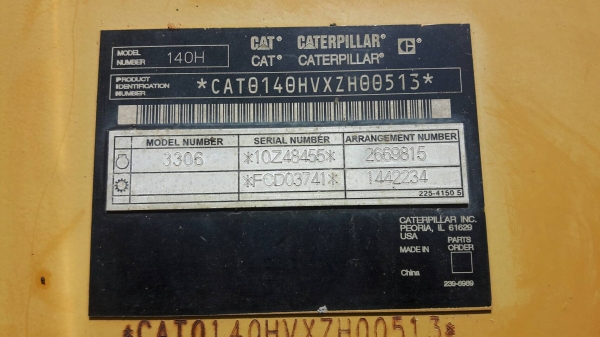 MODEL NUMBER 140H
CAT® CATERPILLAR® C
CAT® CATERPILLAR®
PRODUCT IDENTIFICATION NUMBER *CAT0140HVXZH00513*
MODEL NUMBER SERIAL NUMBER ARRANGEMENT NUMBER
3306 *10Z48455* 2669815
*FCD03741* 1442234
225-4150 5
CATERPILLAR INC.
PEORIA, IL 61629
USA
MADE IN PARTS ORDER
China
239-6989
*CAT0140HVXZH00513*